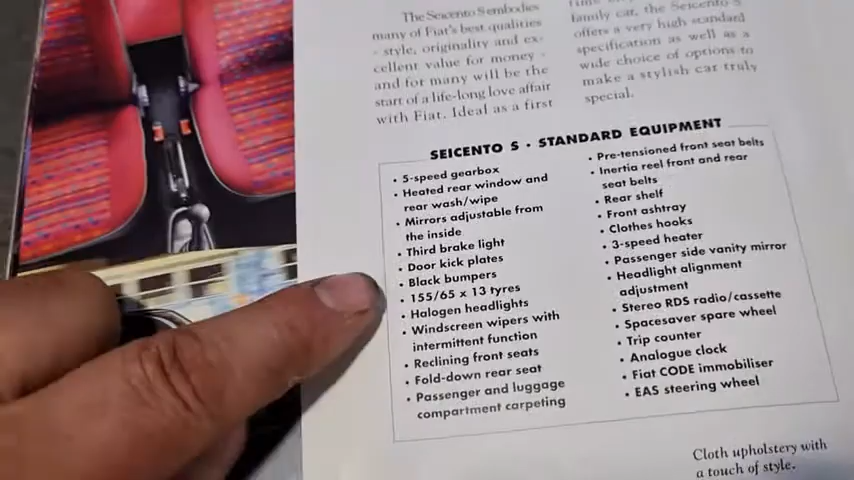 The Seicento Symbolises
many of Fiat's best qualities
- style, originality and ex-
cellent value for money -
and for many will be the
start of a life-long love affair
with Fiat. Ideal as a first
family car, the Seicento S
offers a very high standard
specification as well as a
wide choice of options to
make a stylish car truly
special.
SEICENTO S • STANDARD EQUIPMENT
• 5-speed gearbox
• Heated rear window and
rear wash/wipe
• Mirrors adjustable from
the inside
• Third brake light
• Door kick plates
• Black bumpers
• 155/65 x 13 tyres
• Halogen headlights
• Windscreen wipers with
intermittent function
• Reclining front seats
• Fold-down rear seat
• Passenger and luggage
compartment carpeting
• Pre-tensioned front seat belts
• Inertia reel front and rear
seat belts
• Rear shelf
• Front ashtray
• Clothes hooks
• 3-speed heater
• Passenger side vanity mirror
• Headlight alignment
adjustment
• Stereo RDS radio/cassette
• Spacesaver spare wheel
• Trip counter
• Analogue clock
• Fiat CODE immobiliser
• EAS steering wheel
Cloth upholstery with
a touch of style.